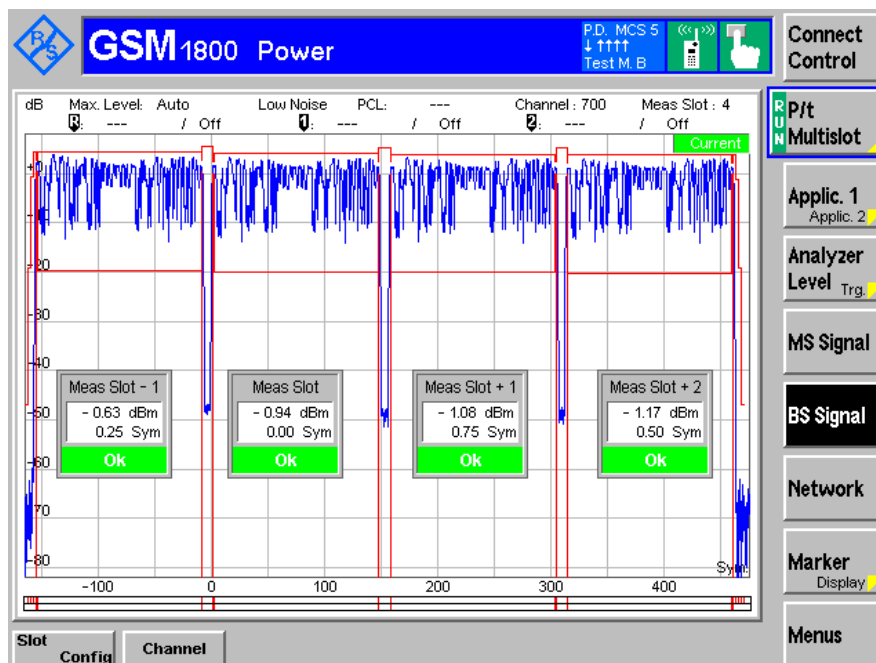 R/S
GSM 1800 Power
P.D. MCS 5
↓ ↑↑↑↑
Test M. B
Connect Control
dB Max. Level: Auto Low Noise PCL: --- Channel : 700 Meas Slot : 4
R: --- / Off 1: --- / Off 2: --- / Off
Current
RUN
P/t Multislot
Applic. 1
Applic. 2
Analyzer Level
Trg.
MS Signal
BS Signal
Network
Marker
Display
Menus
-20
-30
-40
-50
-60
-70
-80
Meas Slot - 1
- 0.63 dBm
0.25 Sym
Ok
Meas Slot
- 0.94 dBm
0.00 Sym
Ok
Meas Slot + 1
- 1.08 dBm
0.75 Sym
Ok
Meas Slot + 2
- 1.17 dBm
0.50 Sym
Ok
Sym
-100 0 100 200 300 400
Slot Config
Channel